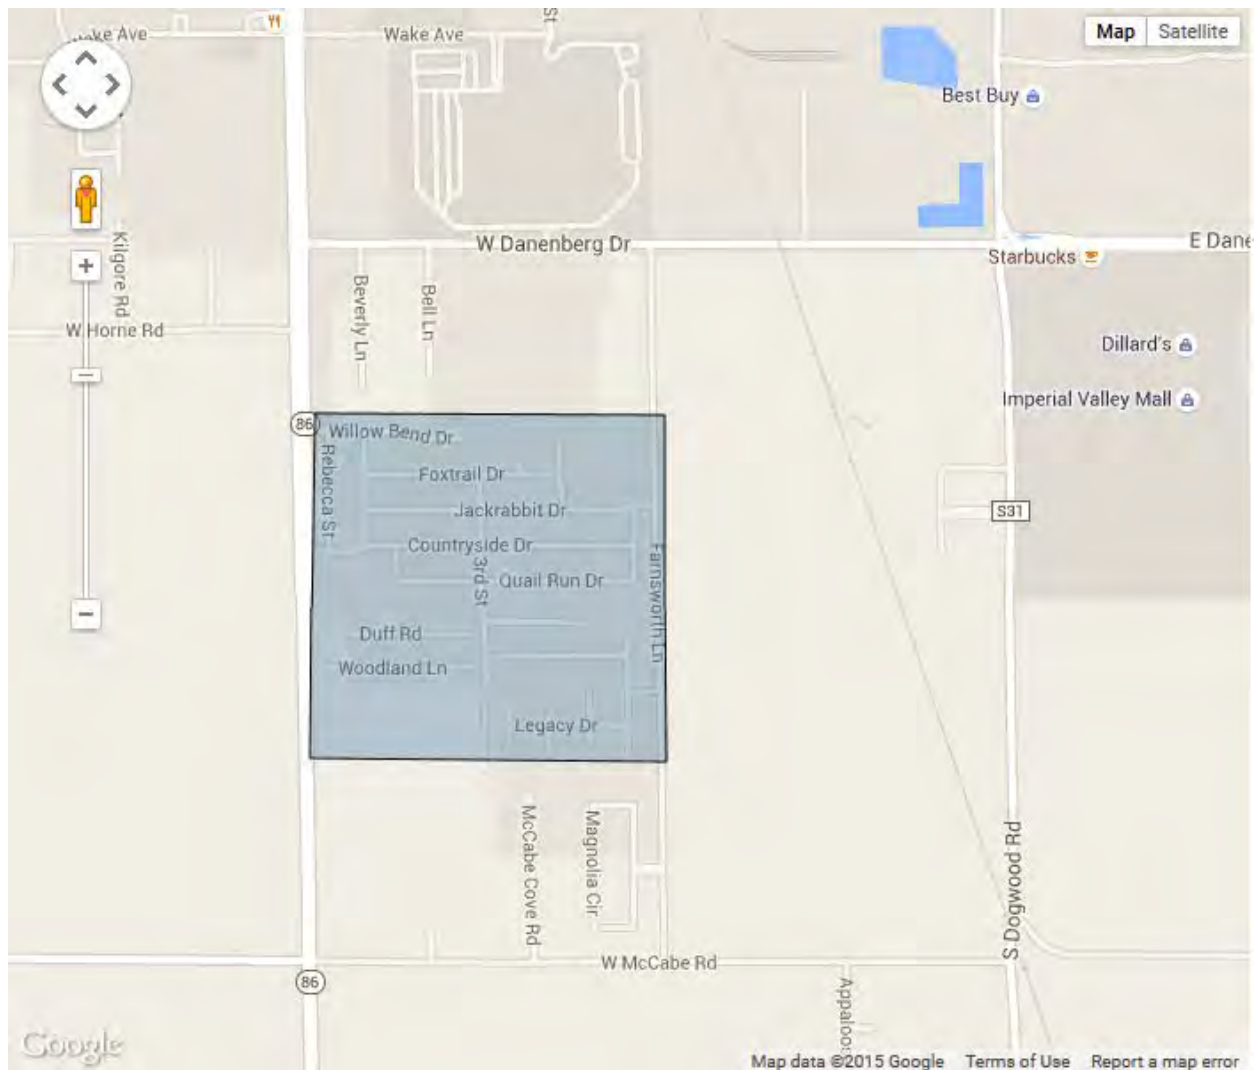 Wake Ave
St
Map
Satellite
Best Buy
Kilgore Rd
W Danenberg Dr
Starbucks
Beverly Ln
Bell Ln
W Horne Rd
Dillard's
Imperial Valley Mall
86
Willow Bend Dr
Rebecca St
Foxtrail Dr
Jackrabbit Dr
S31
Countryside Dr
3rd St
Quail Run Dr
Farnsworth Ln
Duff Rd
Woodland Ln
Legacy Dr
McCabe Cove Rd
Magnolia Cir
S Dogwood Rd
W McCabe Rd
86
Google
Map data ©2015 Google
Terms of Use
Report a map error